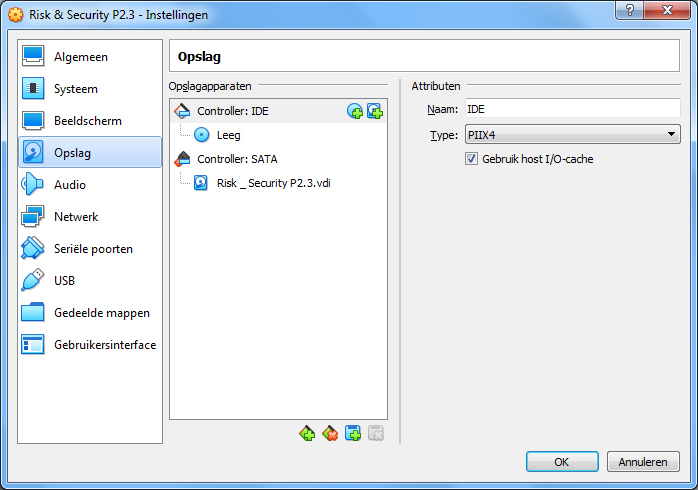 Risk & Security P2.3 - Instellingen
Algemeen
Systeem
Beeldscherm
Opslag
Audio
Netwerk
Seriële poorten
USB
Gedeelde mappen
Gebruikersinterface
Opslag
Opslagapparaten
Controller: IDE
Leeg
Controller: SATA
Risk _ Security P2.3.vdi
Attributen
Naam: IDE
Type: PIIX4
Gebruik host I/O-cache
OK
Annuleren